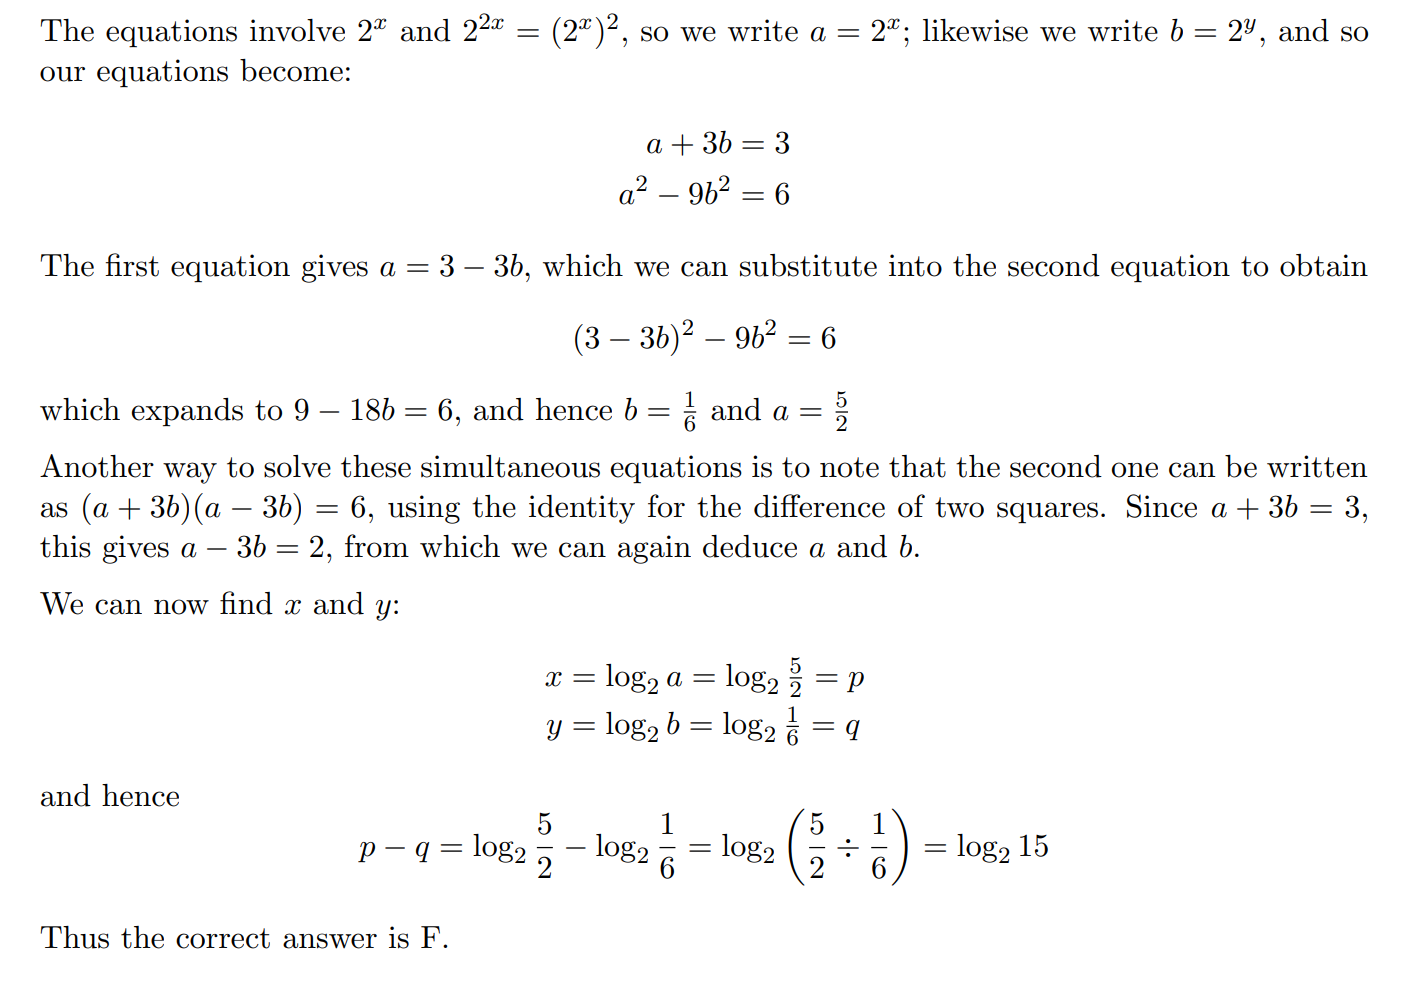 The equations involve 2^x and 2^{2x} = (2^x)^2, so we write a = 2^x; likewise we write b = 2^y, and so
our equations become:
a + 3b = 3
a^2 − 9b^2 = 6
The first equation gives a = 3 − 3b, which we can substitute into the second equation to obtain
(3 − 3b)^2 − 9b^2 = 6
which expands to 9 − 18b = 6, and hence b = \frac{1}{6} and a = \frac{5}{2}
Another way to solve these simultaneous equations is to note that the second one can be written
as (a + 3b)(a − 3b) = 6, using the identity for the difference of two squares. Since a + 3b = 3,
this gives a − 3b = 2, from which we can again deduce a and b.
We can now find x and y:
x = log_2 a = log_2 \frac{5}{2} = p
y = log_2 b = log_2 \frac{1}{6} = q
and hence
p − q = log_2 \frac{5}{2} − log_2 \frac{1}{6} = log_2 (\frac{5}{2} ÷ \frac{1}{6}) = log_2 15
Thus the correct answer is F.